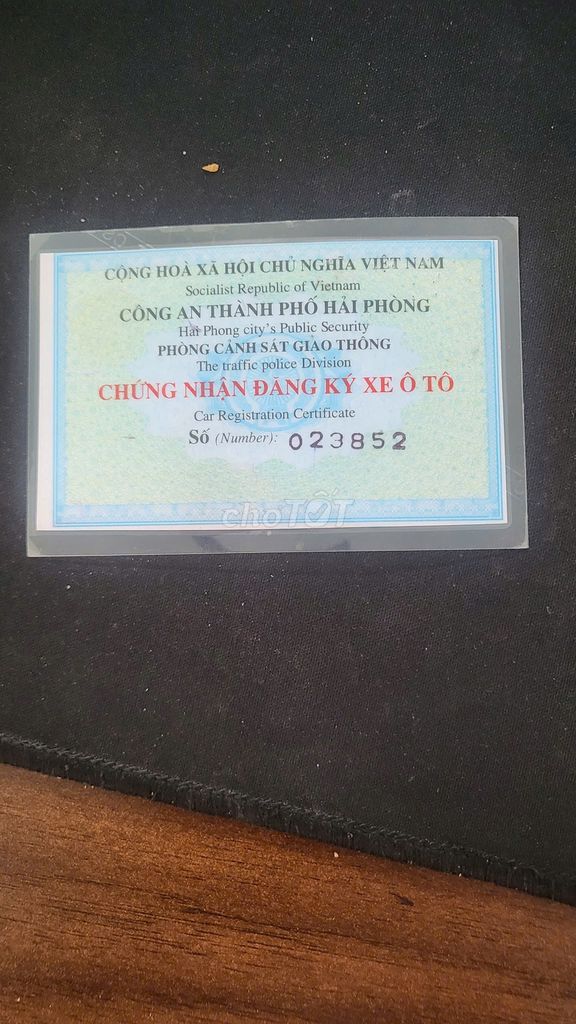 CỘNG HOÀ XÃ HỘI CHỦ NGHĨA VIỆT NAM
Socialist Republic of Vietnam
CÔNG AN THÀNH PHỐ HẢI PHÒNG
Hai Phong city's Public Security
PHÒNG CẢNH SÁT GIAO THÔNG
The traffic police Division
CHỨNG NHẬN ĐĂNG KÝ XE Ô TÔ
Car Registration Certificate
Số (Number): 023852
choTỐT